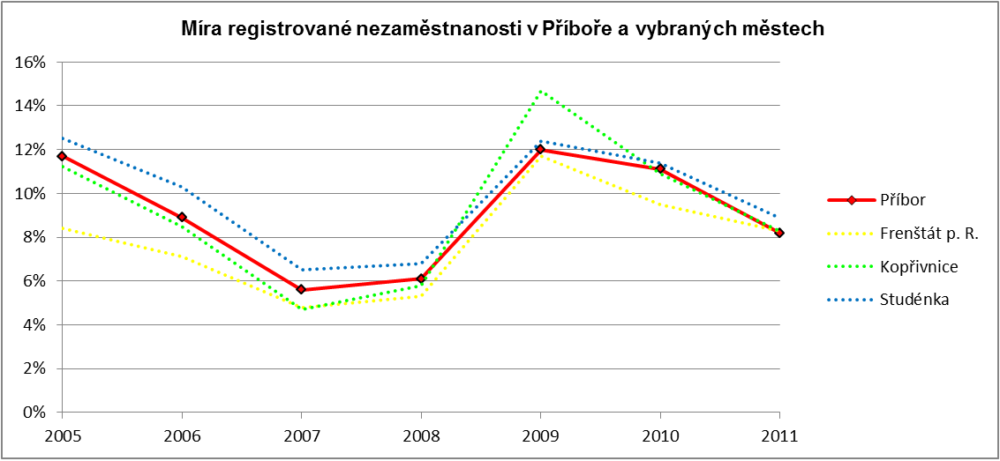 Míra registrované nezaměstnanosti v Příboře a vybraných městech
16%
14%
12%
10%
8%
6%
4%
2%
0%
2005 2006 2007 2008 2009 2010 2011
Příbor
Frenštát p. R.
Kopřivnice
Studénka